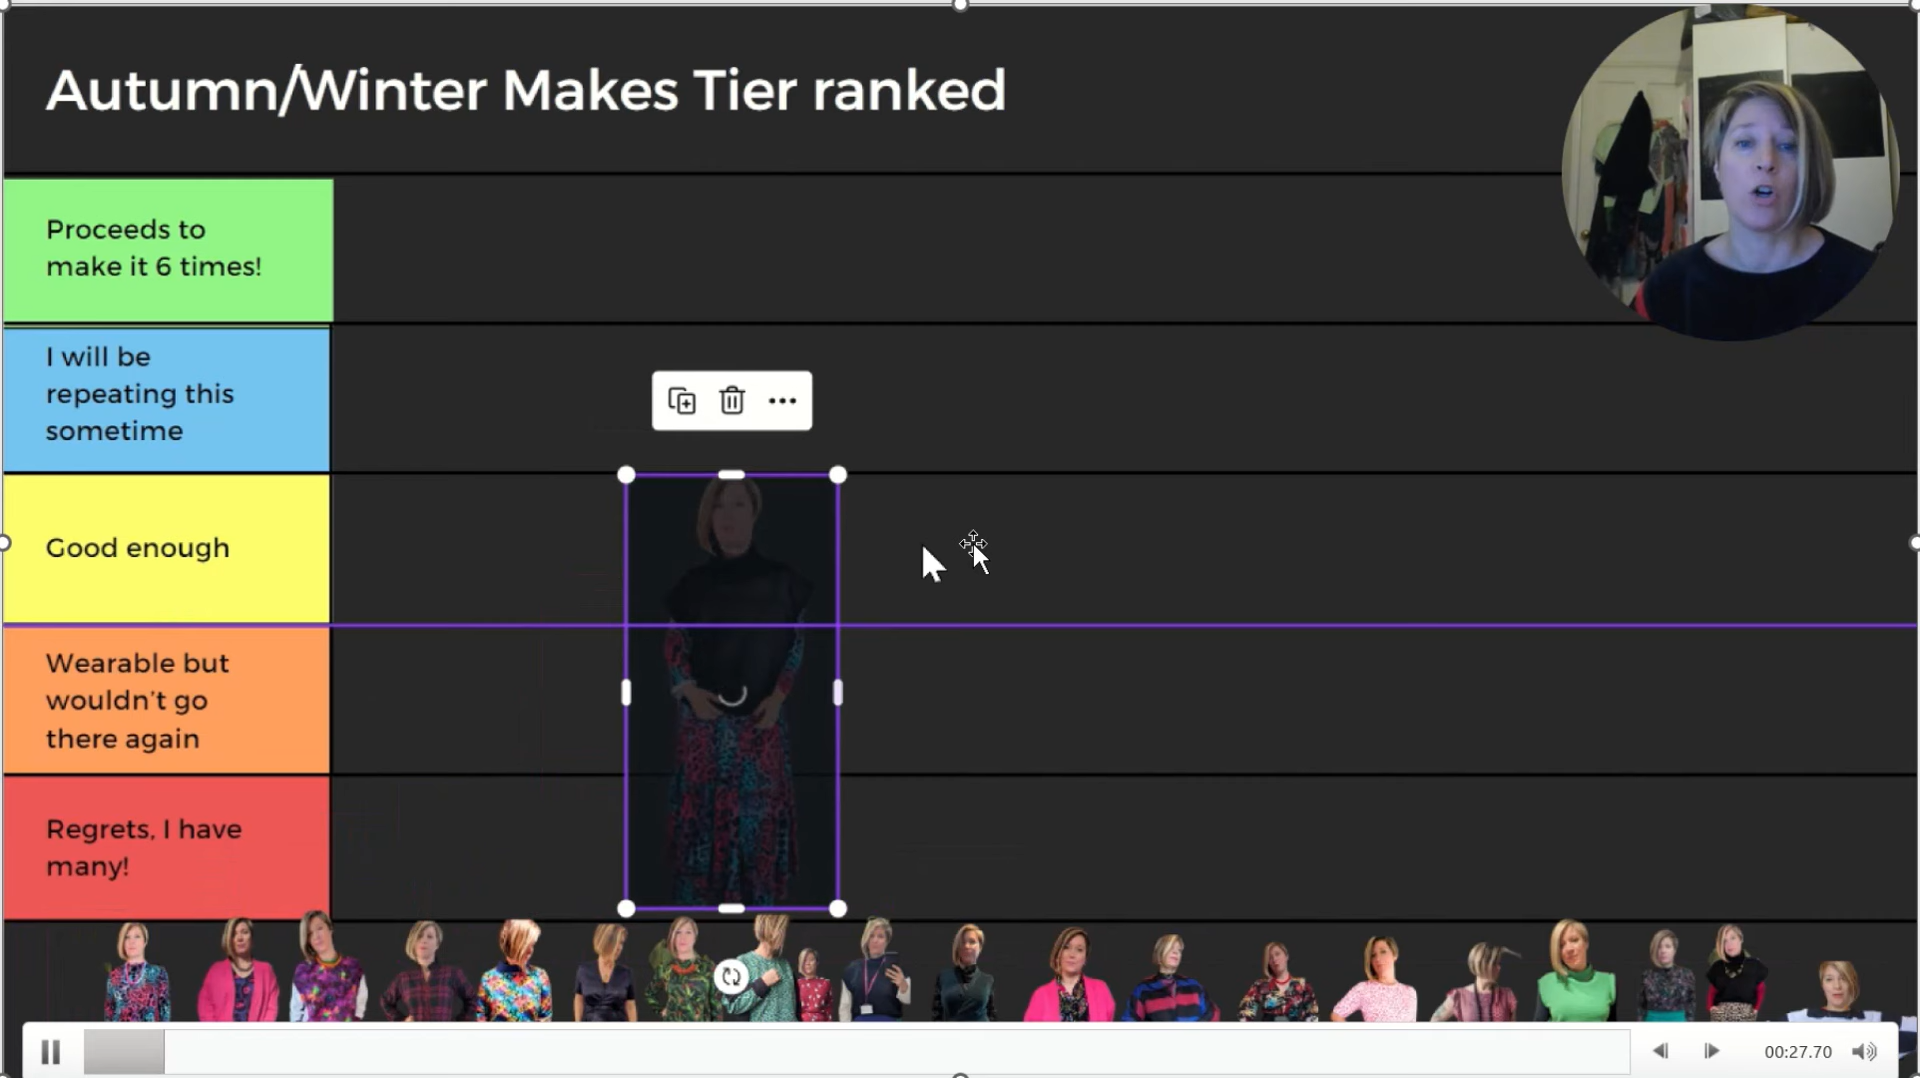 Autumn/Winter Makes Tier ranked
Proceeds to
make it 6 times!
I will be
repeating this
sometime
Good enough
Wearable but
wouldn't go
there again
Regrets, I have
many!
00:27.70